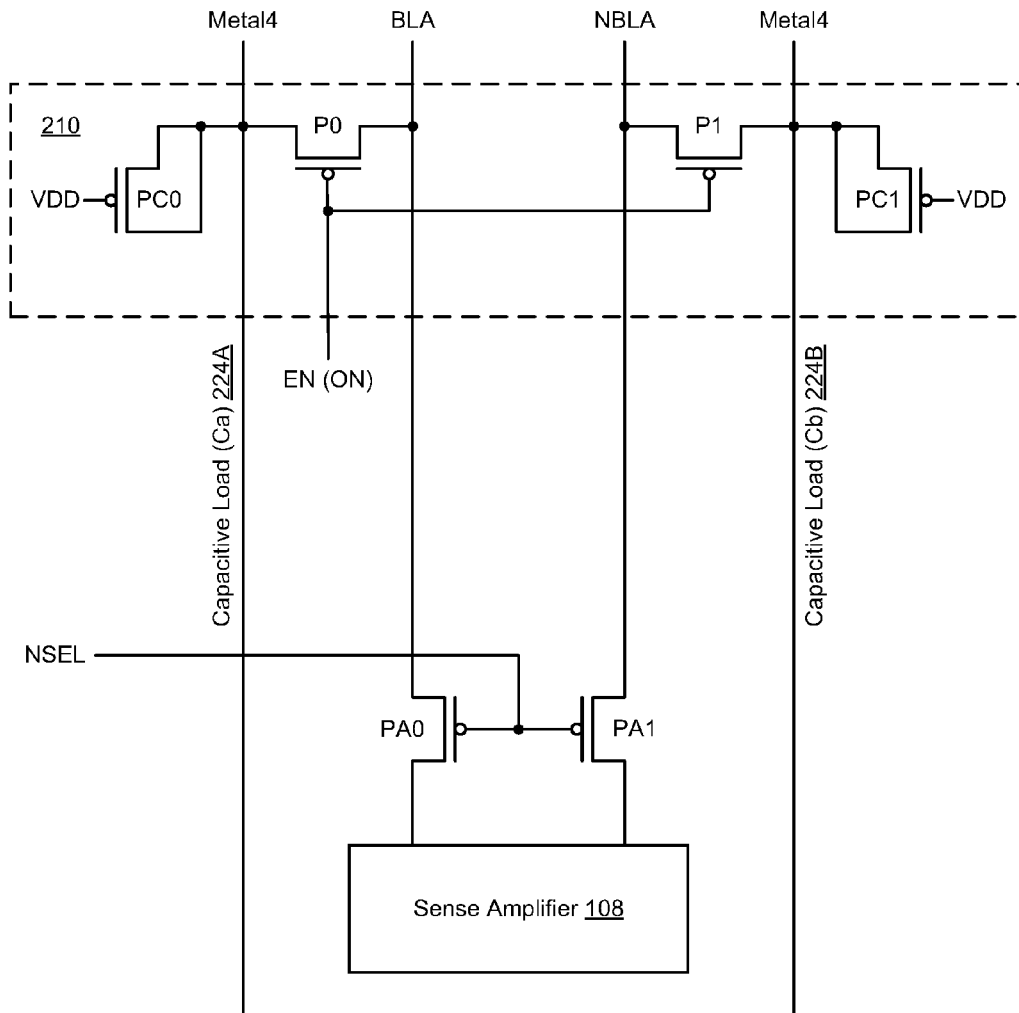 Metal4 BLA NBLA Metal4
210
P0 P1
VDD PC0 PC1 VDD
EN (ON)
Capacitive Load (Ca) 224A
Capacitive Load (Cb) 224B
NSEL
PA0 PA1
Sense Amplifier 108